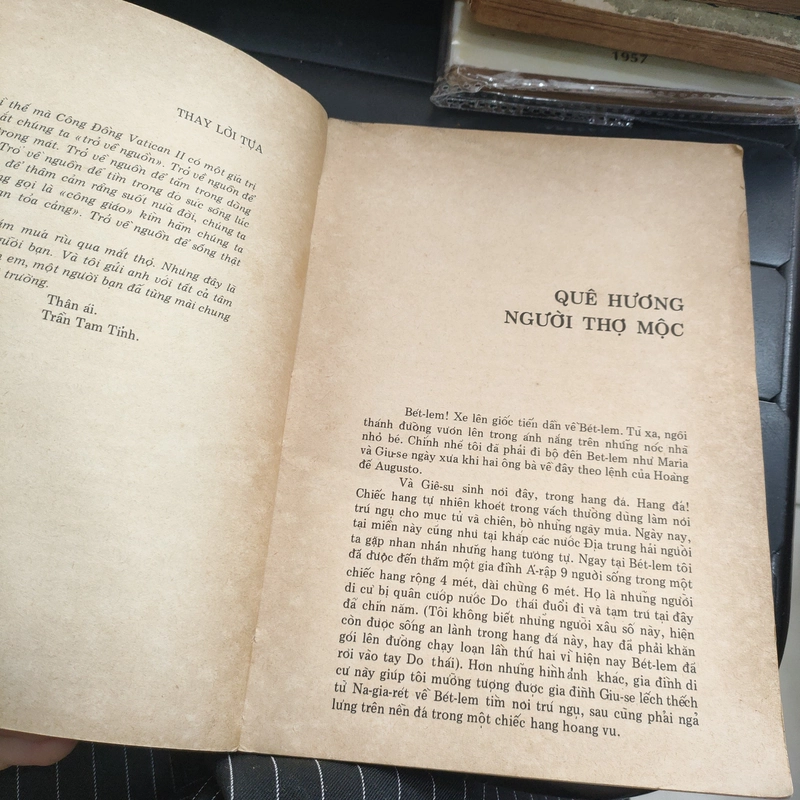 1957
THAY LỜI TỰA
thế mà Công Đồng Vatican II có một giá trị
chúng ta «trở về nguồn». Trở về nguồn để
trong mát. Trở về nguồn để tắm trong dòng
Trở về nguồn để tìm trong đó sức sống lúc
để thâm cảm rằng suốt nửa đời, chúng ta
gọi là «công giáo» kìm hãm chúng ta
tỏa cảng». Trở về nguồn để sống thật
múa rìu qua mắt thợ. Nhưng đây là
người bạn. Và tôi gửi anh với tất cả tâm
em, một người bạn đã từng mài chung
trường.
Thân ái.
Trần Tam Tỉnh.
QUÊ HƯƠNG
NGƯỜI THỢ MỘC
Bét-lem! Xe lên giốc tiến dần về Bét-lem. Từ xa, ngôi
thánh đường vươn lên trong ánh nắng trên những nốc nhà
nhỏ bé. Chính nhế tôi đã phải đi bộ đến Bet-lem như Maria
và Giu-se ngày xưa khi hai ông bà về đây theo lệnh của Hoàng
đế Augusto.
Và Giê-su sinh nơi đây, trong hang đá. Hang đá!
Chiếc hang tự nhiên khoét trong vách thường dùng làm nơi
trú ngụ cho mục tử và chiên, bò những ngày mưa. Ngày nay,
tại miền này cũng như tại khắp các nước Địa trung hải người
ta gặp nhan nhản những hang tương tự. Ngay tại Bét-lem tôi
đã được đến thăm một gia đình Á-rập 9 người sống trong một
chiếc hang rộng 4 mét, dài chừng 6 mét. Họ là những người
di cư bị quân cướp nước Do thái đuổi đi và tạm trú tại đây
đã chín năm. (Tôi không biết những người xấu số này, hiện
còn được sống an lành trong hang đá này, hay đã phải khăn
gói lên đường chạy loạn lần thứ hai vì hiện nay Bét-lem đã
rơi vào tay Do thái). Hơn những hình ảnh khác, gia đình di
cư này giúp tôi mường tượng được gia đình Giu-se lếch thếch
từ Na-gia-rét về Bét-lem tìm nơi trú ngụ, sau cũng phải ngả
lưng trên nền đá trong một chiếc hang hoang vu.